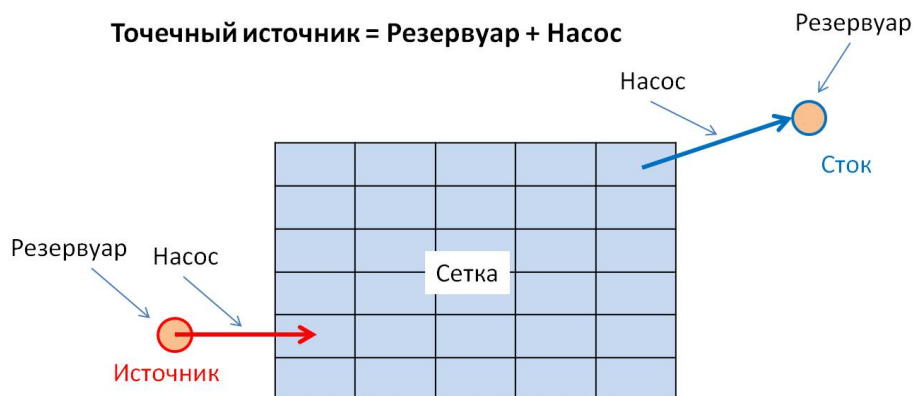 Точечный источник = Резервуар + Насос
Резервуар
Насос
Сток
Резервуар
Насос
Сетка
Источник